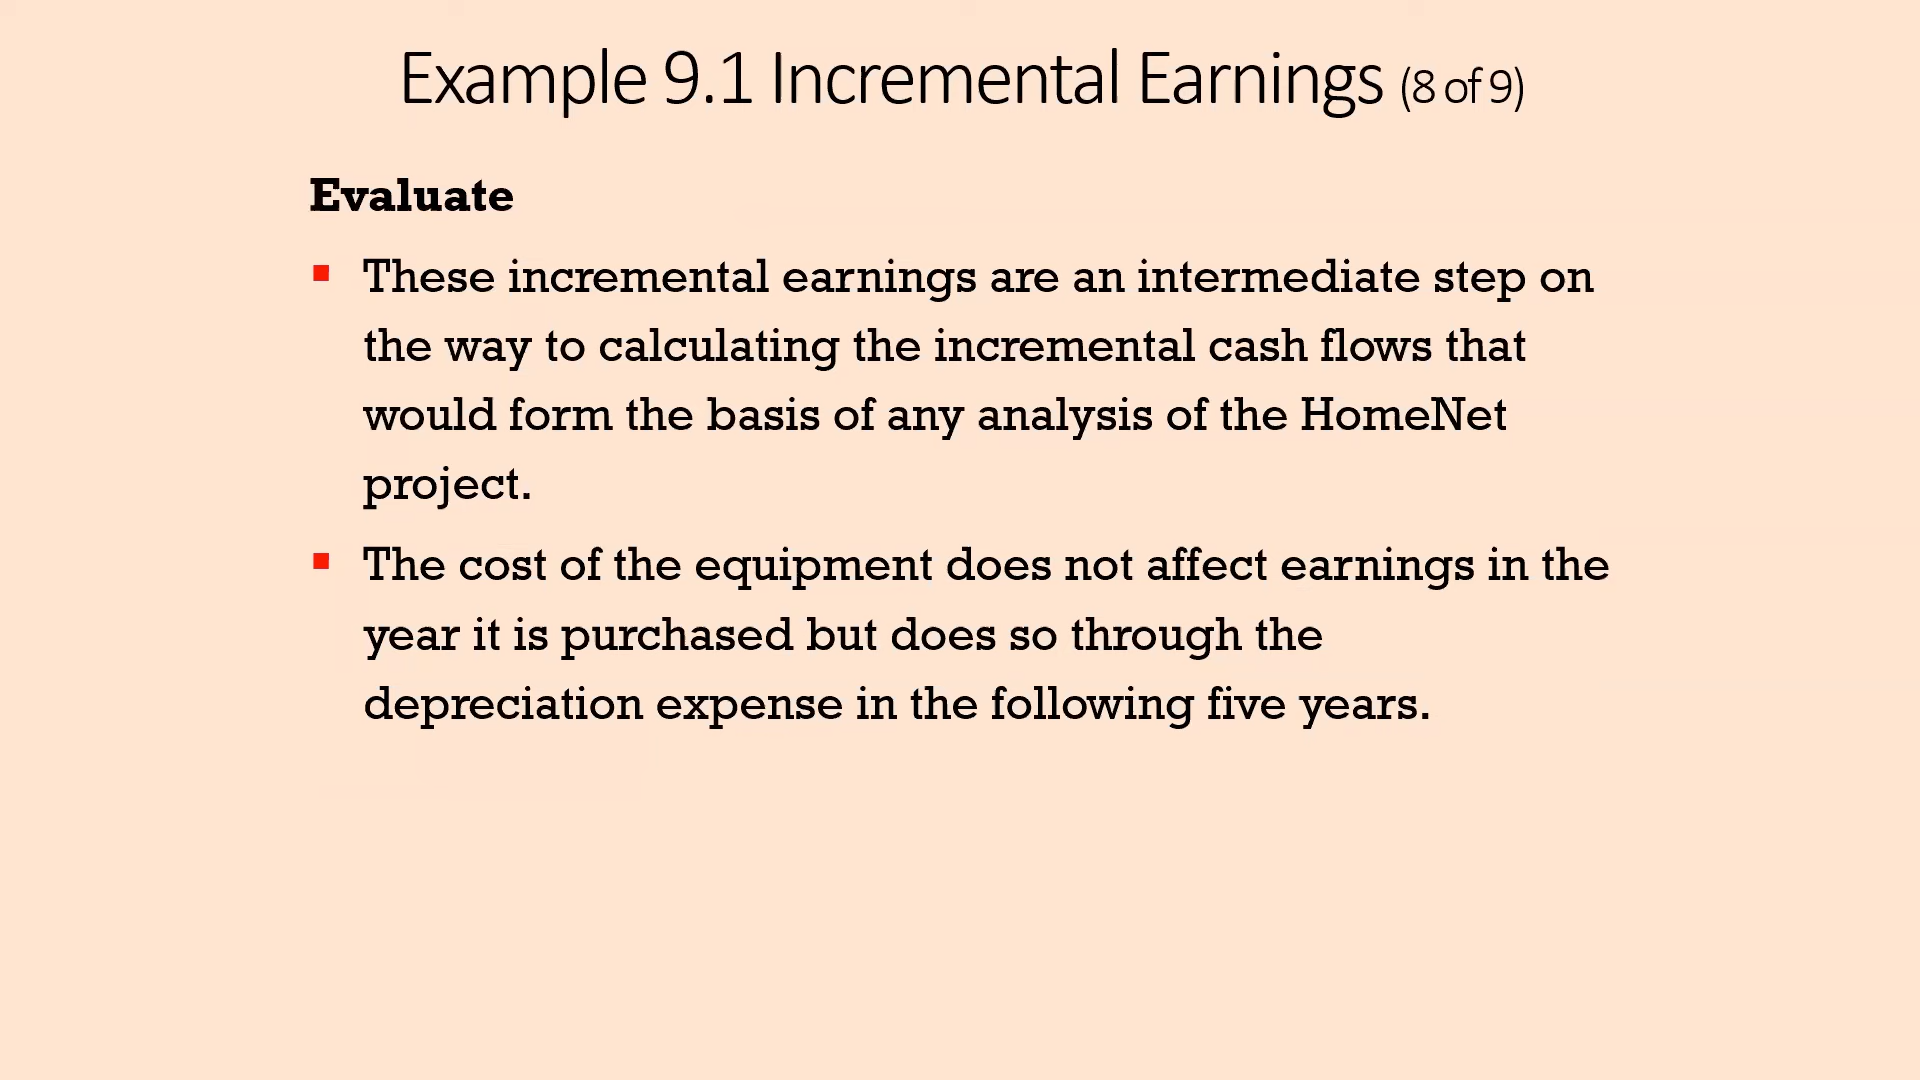 Example 9.1 Incremental Earnings (8 of 9)
Evaluate
▪ These incremental earnings are an intermediate step on
the way to calculating the incremental cash flows that
would form the basis of any analysis of the HomeNet
project.
▪ The cost of the equipment does not affect earnings in the
year it is purchased but does so through the
depreciation expense in the following five years.